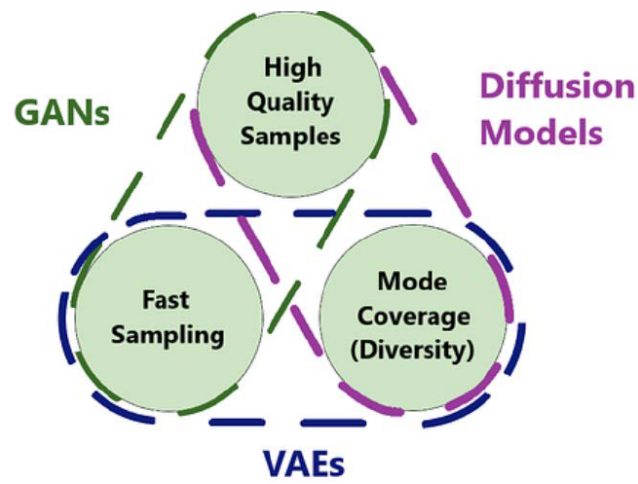 High
Quality
Samples
GANs
Diffusion
Models
Fast
Sampling
Mode
Coverage
(Diversity)
VAEs